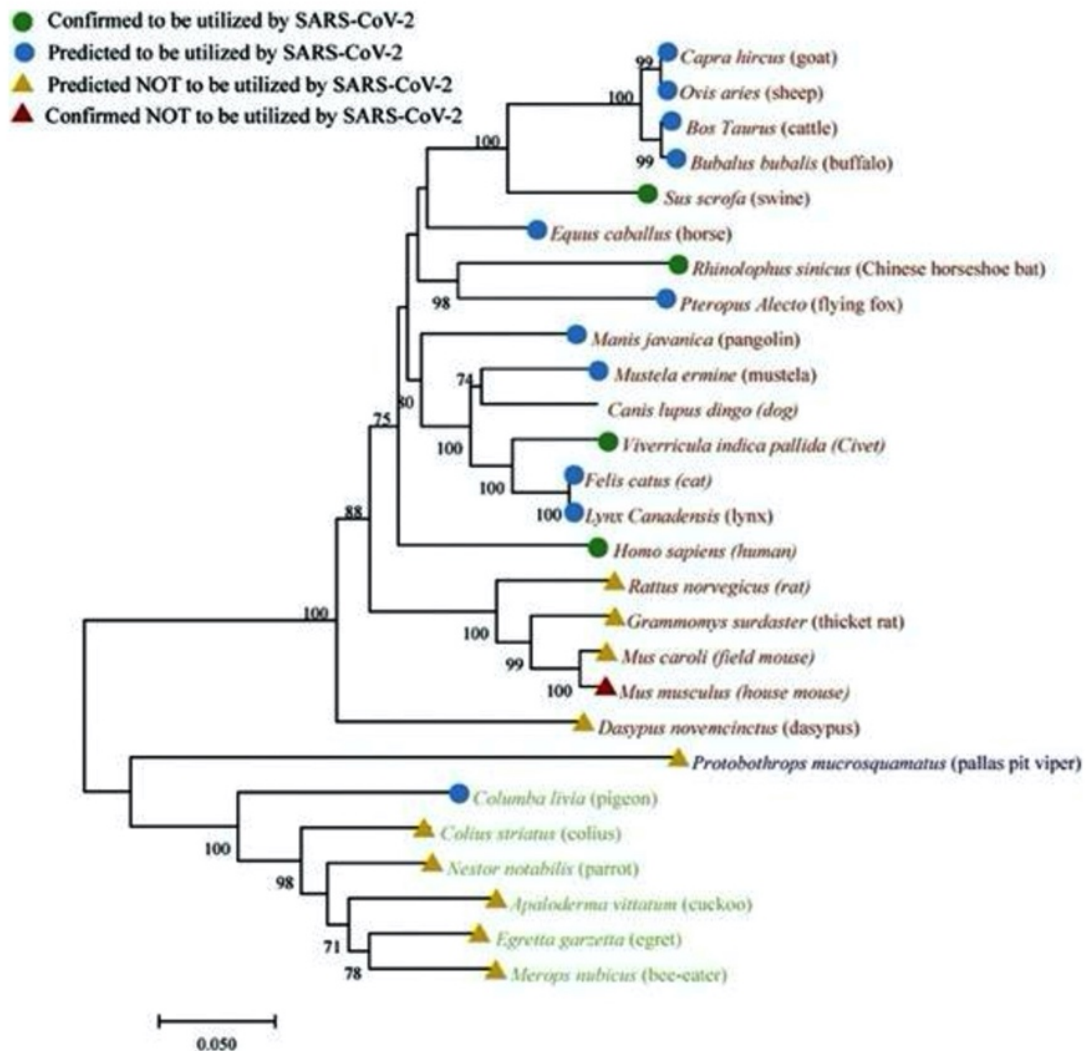 Confirmed to be utilized by SARS-CoV-2
Predicted to be utilized by SARS-CoV-2
Predicted NOT to be utilized by SARS-CoV-2
Confirmed NOT to be utilized by SARS-CoV-2
99
Capra hircus (goat)
100
Ovis aries (sheep)
Bos Taurus (cattle)
99
Bubalus bubalis (buffalo)
100
Sus scrofa (swine)
Equus caballus (horse)
Rhinolophus sinicus (Chinese horseshoe bat)
98
Pteropus Alecto (flying fox)
Manis javanica (pangolin)
74
Mustela ermine (mustela)
80
Canis lupus dingo (dog)
75
100
Viverricula indica pallida (Civet)
100
Felis catus (cat)
100
Lynx Canadensis (lynx)
88
Homo sapiens (human)
Rattus norvegicus (rat)
100
100
Grammomys surdaster (thicket rat)
99
Mus caroli (field mouse)
100
Mus musculus (house mouse)
Dasypus novemcinctus (dasypus)
Protobothrops mucrosquamatus (pallas pit viper)
Columba livia (pigeon)
100
Colius striatus (colius)
98
Nestor notabilis (parrot)
Apaloderma vittatum (cuckoo)
71
Egretta garzetta (egret)
78
Merops nubicus (bee-eater)
0.050